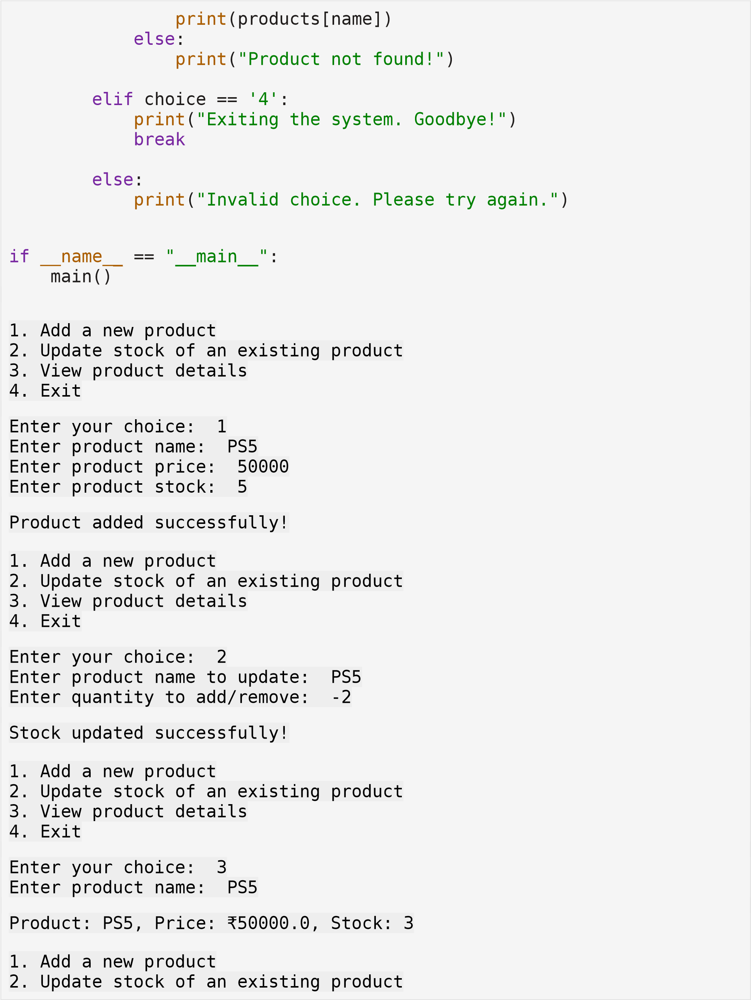 print(products[name])
            else:
                print("Product not found!")

        elif choice == '4':
            print("Exiting the system. Goodbye!")
            break

        else:
            print("Invalid choice. Please try again.")


if __name__ == "__main__":
    main()


1. Add a new product
2. Update stock of an existing product
3. View product details
4. Exit

Enter your choice:  1
Enter product name:  PS5
Enter product price:  50000
Enter product stock:  5

Product added successfully!

1. Add a new product
2. Update stock of an existing product
3. View product details
4. Exit

Enter your choice:  2
Enter product name to update:  PS5
Enter quantity to add/remove:  -2

Stock updated successfully!

1. Add a new product
2. Update stock of an existing product
3. View product details
4. Exit

Enter your choice:  3
Enter product name:  PS5

Product: PS5, Price: ₹50000.0, Stock: 3

1. Add a new product
2. Update stock of an existing product